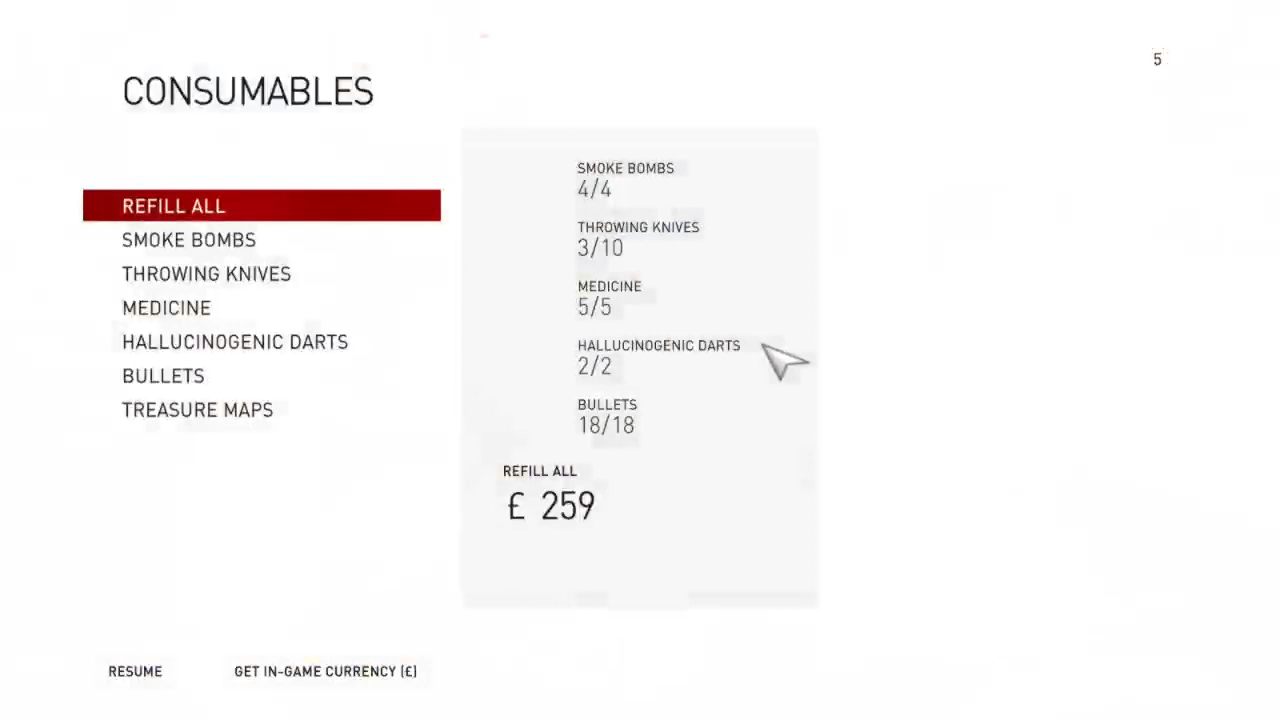 5
CONSUMABLES
REFILL ALL
SMOKE BOMBS
THROWING KNIVES
MEDICINE
HALLUCINOGENIC DARTS
BULLETS
TREASURE MAPS
SMOKE BOMBS
4/4
THROWING KNIVES
3/10
MEDICINE
5/5
HALLUCINOGENIC DARTS
2/2
BULLETS
18/18
REFILL ALL
£ 259
RESUME
GET IN-GAME CURRENCY (£)